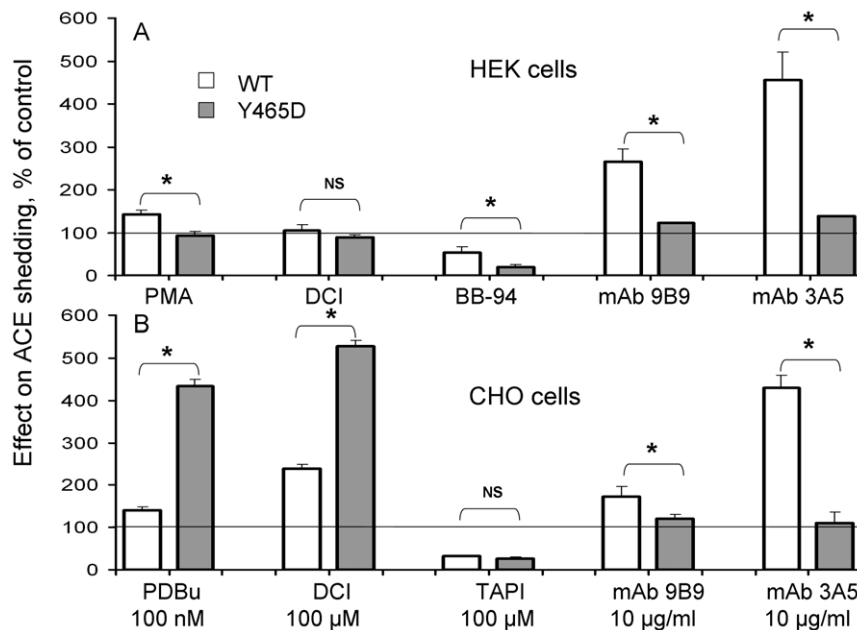 Effect on ACE shedding, % of control
600
A
500
400
300
200
100
0
WT
Y465D
HEK cells
*
NS
*
*
*
PMA
DCI
BB-94
mAb 9B9
mAb 3A5
B
500
400
300
200
100
0
CHO cells
*
*
NS
*
*
PDBu
DCI
TAPI
mAb 9B9
mAb 3A5
100 nM
100 µM
100 µM
10 µg/ml
10 µg/ml